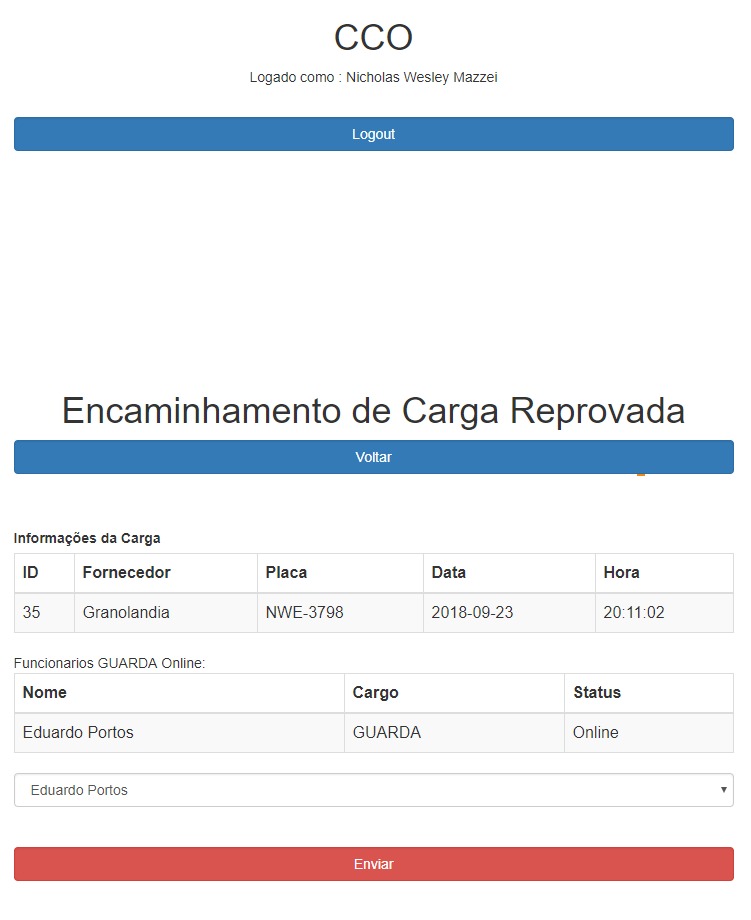 CCO
Logado como : Nicholas Wesley Mazzei
Logout
Encaminhamento de Carga Reprovada
Voltar
Informações da Carga
ID Fornecedor Placa Data Hora
35 Granolandia NWE-3798 2018-09-23 20:11:02
Funcionarios GUARDA Online:
Nome Cargo Status
Eduardo Portos GUARDA Online
Eduardo Portos
Enviar